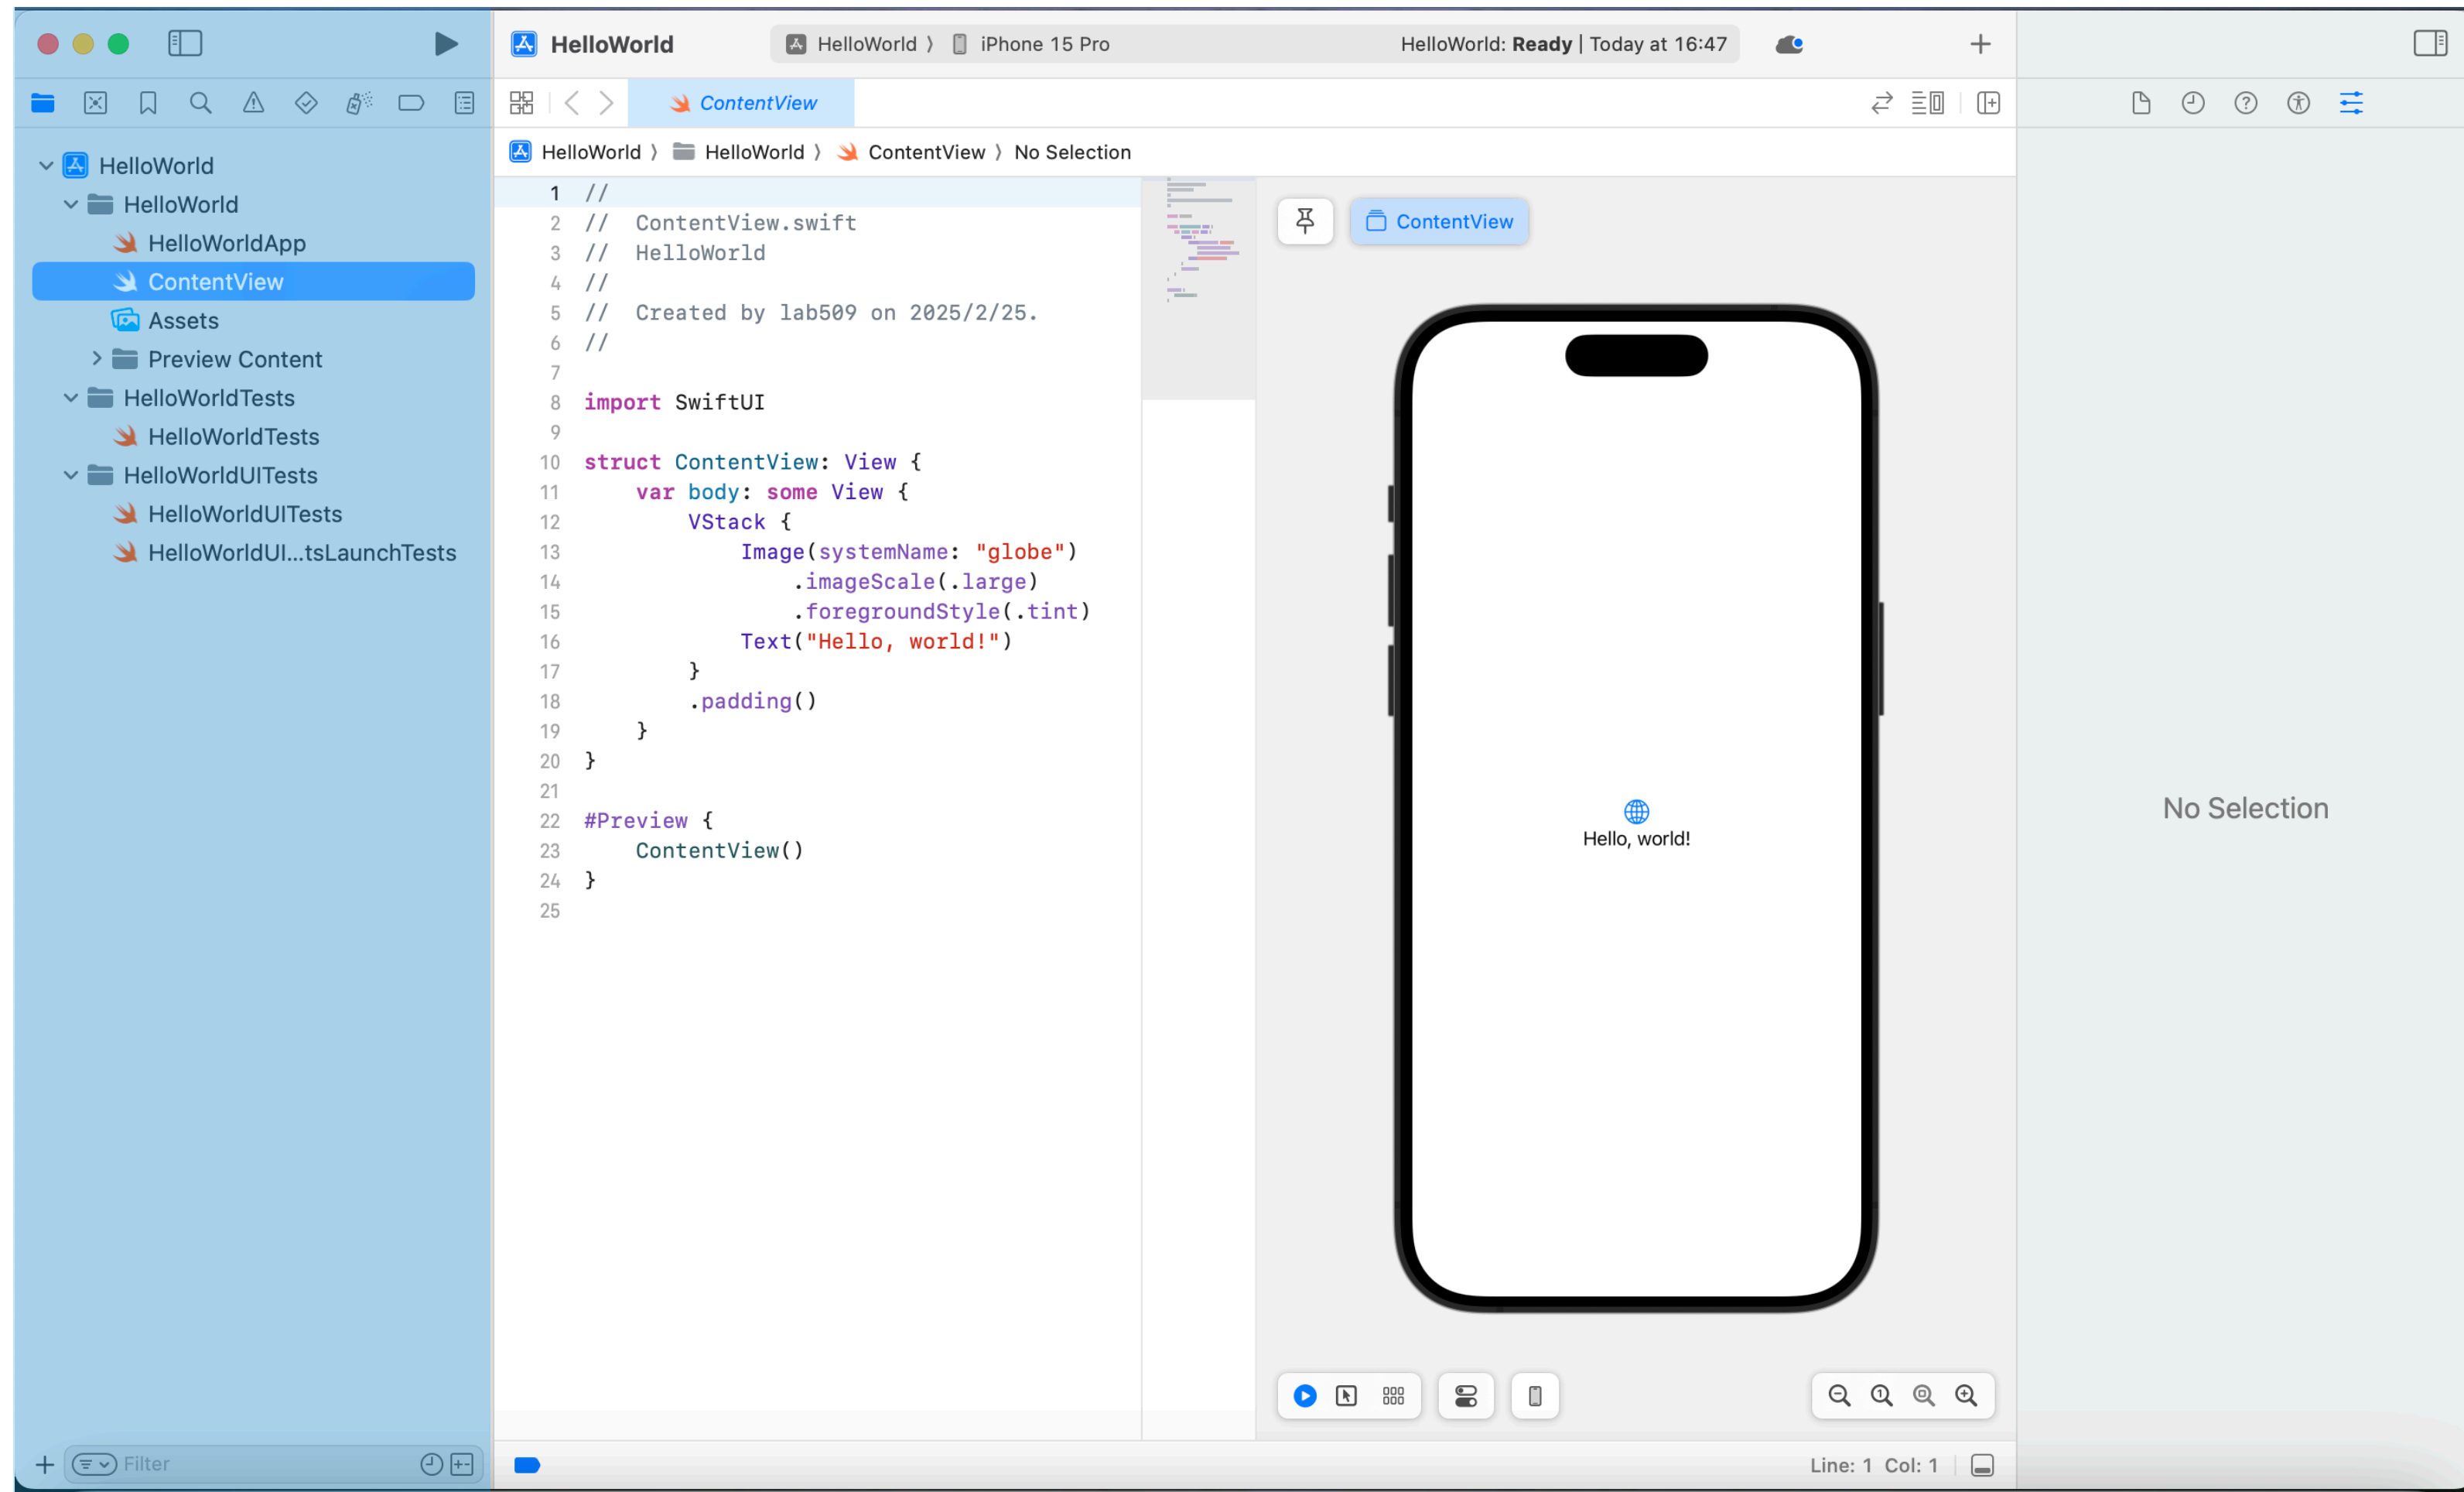 HelloWorld
HelloWorld 〉 iPhone 15 Pro
HelloWorld: Ready | Today at 16:47
ContentView
HelloWorld 〉 HelloWorld 〉 ContentView 〉 No Selection
HelloWorld
HelloWorld
HelloWorldApp
ContentView
Assets
Preview Content
HelloWorldTests
HelloWorldTests
HelloWorldUITests
HelloWorldUITests
HelloWorldUI...tsLaunchTests
Filter
1 //
2 //  ContentView.swift
3 //  HelloWorld
4 //
5 //  Created by lab509 on 2025/2/25.
6 //
7
8 import SwiftUI
9
10 struct ContentView: View {
11     var body: some View {
12         VStack {
13             Image(systemName: "globe")
14                 .imageScale(.large)
15                 .foregroundStyle(.tint)
16             Text("Hello, world!")
17         }
18         .padding()
19     }
20 }
21
22 #Preview {
23     ContentView()
24 }
25
ContentView
Hello, world!
No Selection
Line: 1 Col: 1